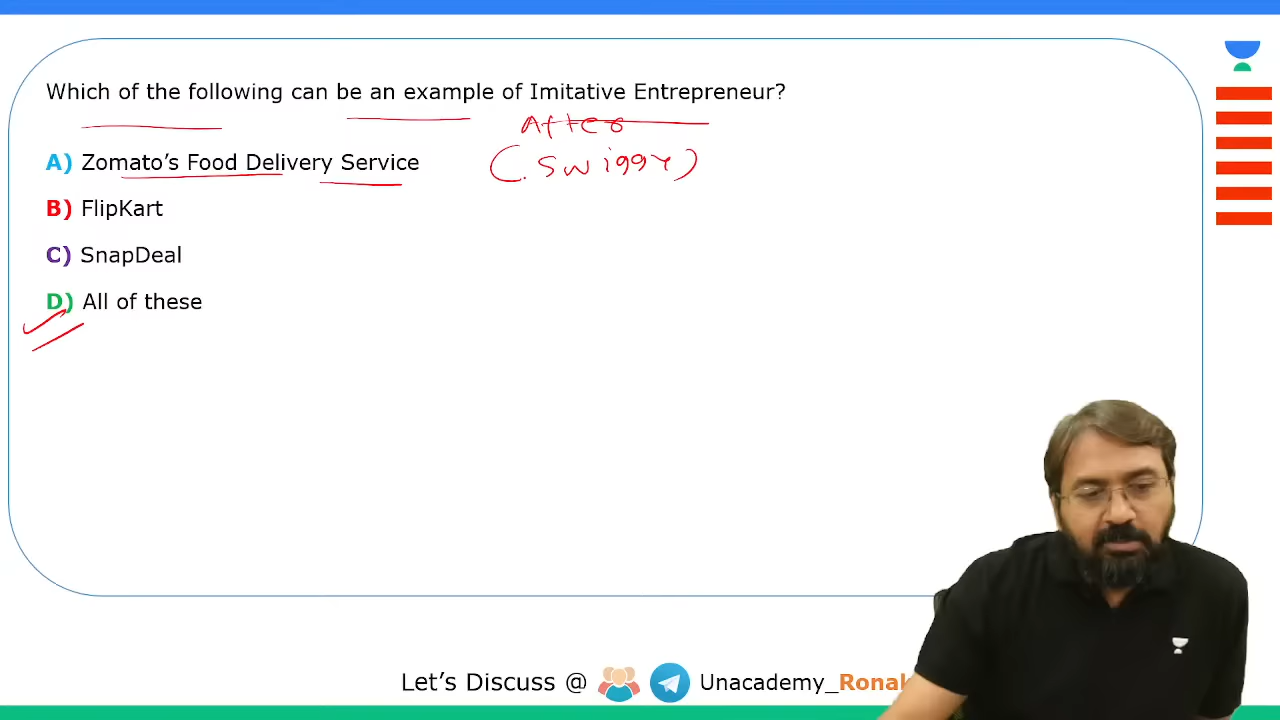 Which of the following can be an example of Imitative Entrepreneur?
After
A) Zomato’s Food Delivery Service
(Swiggy)
B) FlipKart
C) SnapDeal
D) All of these
Let’s Discuss @ Unacademy_Ronak